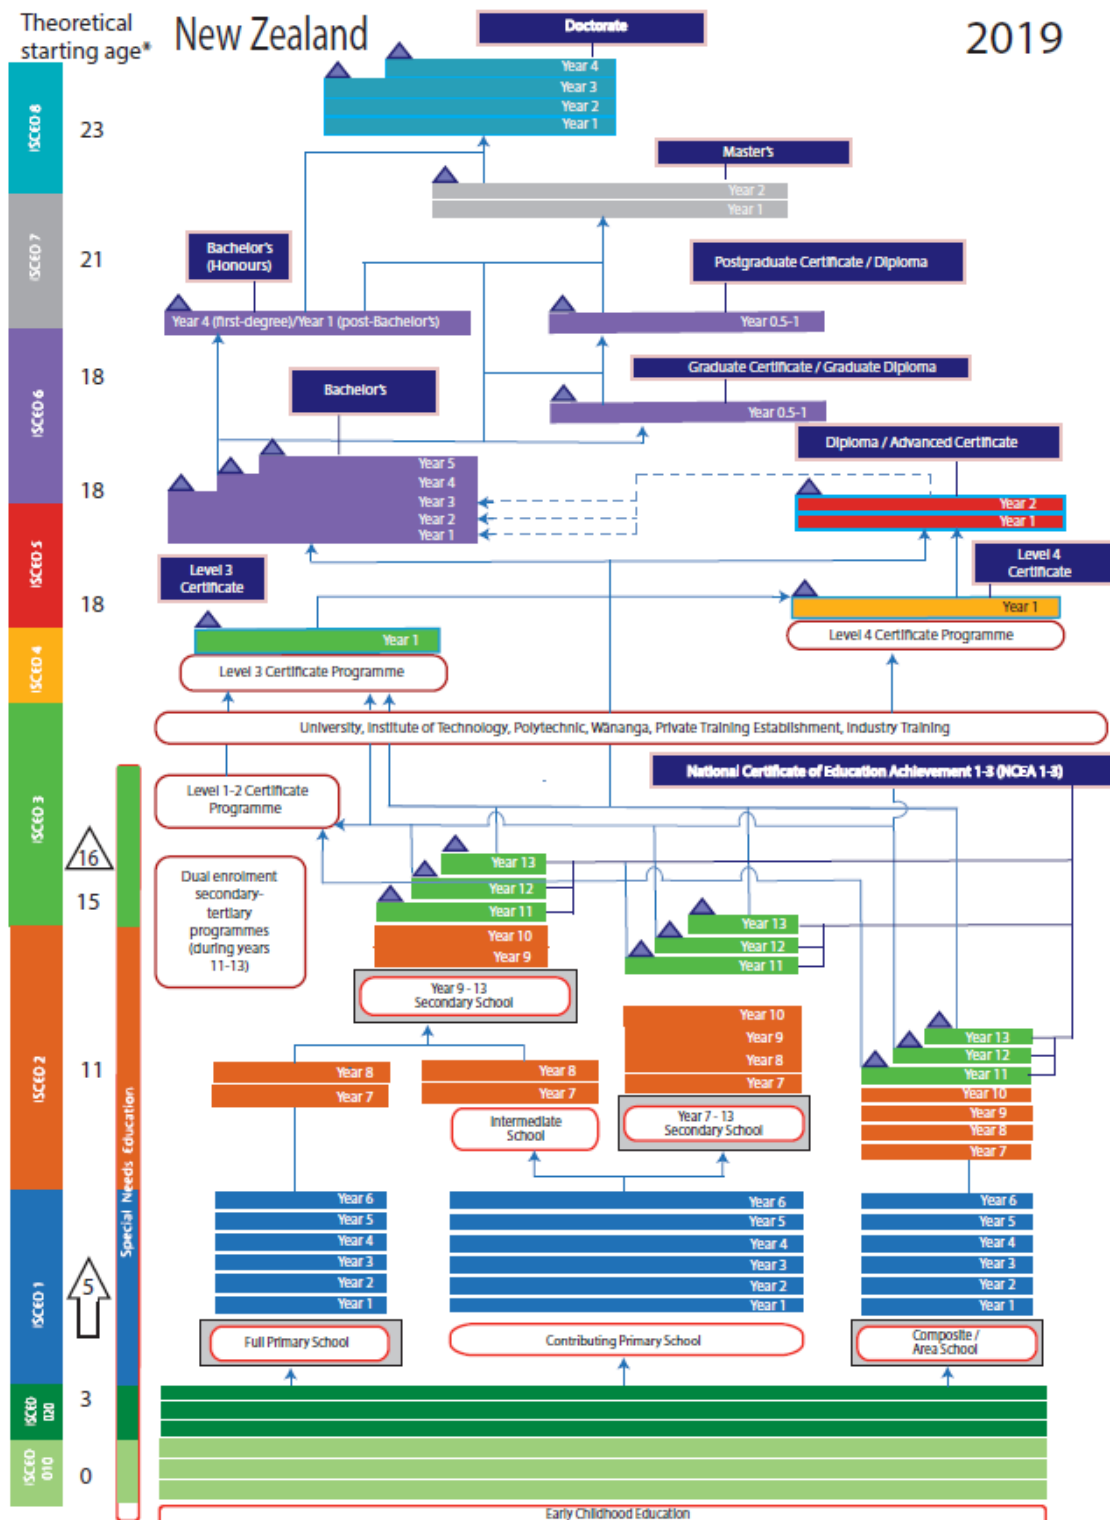 Theoretical
starting age*
New Zealand
2019
Doctorate
Year 4
Year 3
Year 2
Year 1
ISCED 8
23
Master's
Year 2
Year 1
ISCED 7
21
Bachelor's
(Honours)
Postgraduate Certificate / Diploma
Year 4 (first-degree)/Year 1 (post-Bachelor's)
Year 0.5-1
ISCED 6
18
Graduate Certificate / Graduate Diploma
Bachelor's
Year 0.5-1
Diploma / Advanced Certificate
18
Year 5
Year 4
Year 3
Year 2
Year 1
Year 2
Year 1
ISCED 5
18
Level 3
Certificate
Level 4
Certificate
Year 1
Year 1
Level 4 Certificate Programme
ISCED 4
Level 3 Certificate Programme
University, Institute of Technology, Polytechnic, Wānanga, Private Training Establishment, Industry Training
National Certificate of Education Achievement 1-3 (NCEA 1-3)
ISCED 3
Level 1-2 Certificate
Programme
16
15
Dual enrolment
secondary-
tertiary
programmes
(during years
11-13)
Year 13
Year 12
Year 11
Year 10
Year 9
Year 9 - 13
Secondary School
Year 13
Year 12
Year 11
Year 10
Year 9
Year 8
Year 7
Year 7 - 13
Secondary School
Year 13
Year 12
Year 11
Year 10
Year 9
Year 8
Year 7
ISCED 2
11
Year 8
Year 7
Year 8
Year 7
Intermediate
School
Special Needs Education
ISCED 1
5
Year 6
Year 5
Year 4
Year 3
Year 2
Year 1
Full Primary School
Year 6
Year 5
Year 4
Year 3
Year 2
Year 1
Contributing Primary School
Year 6
Year 5
Year 4
Year 3
Year 2
Year 1
Composite /
Area School
ISCED
020
3
ISCED
010
0
Early Childhood Education